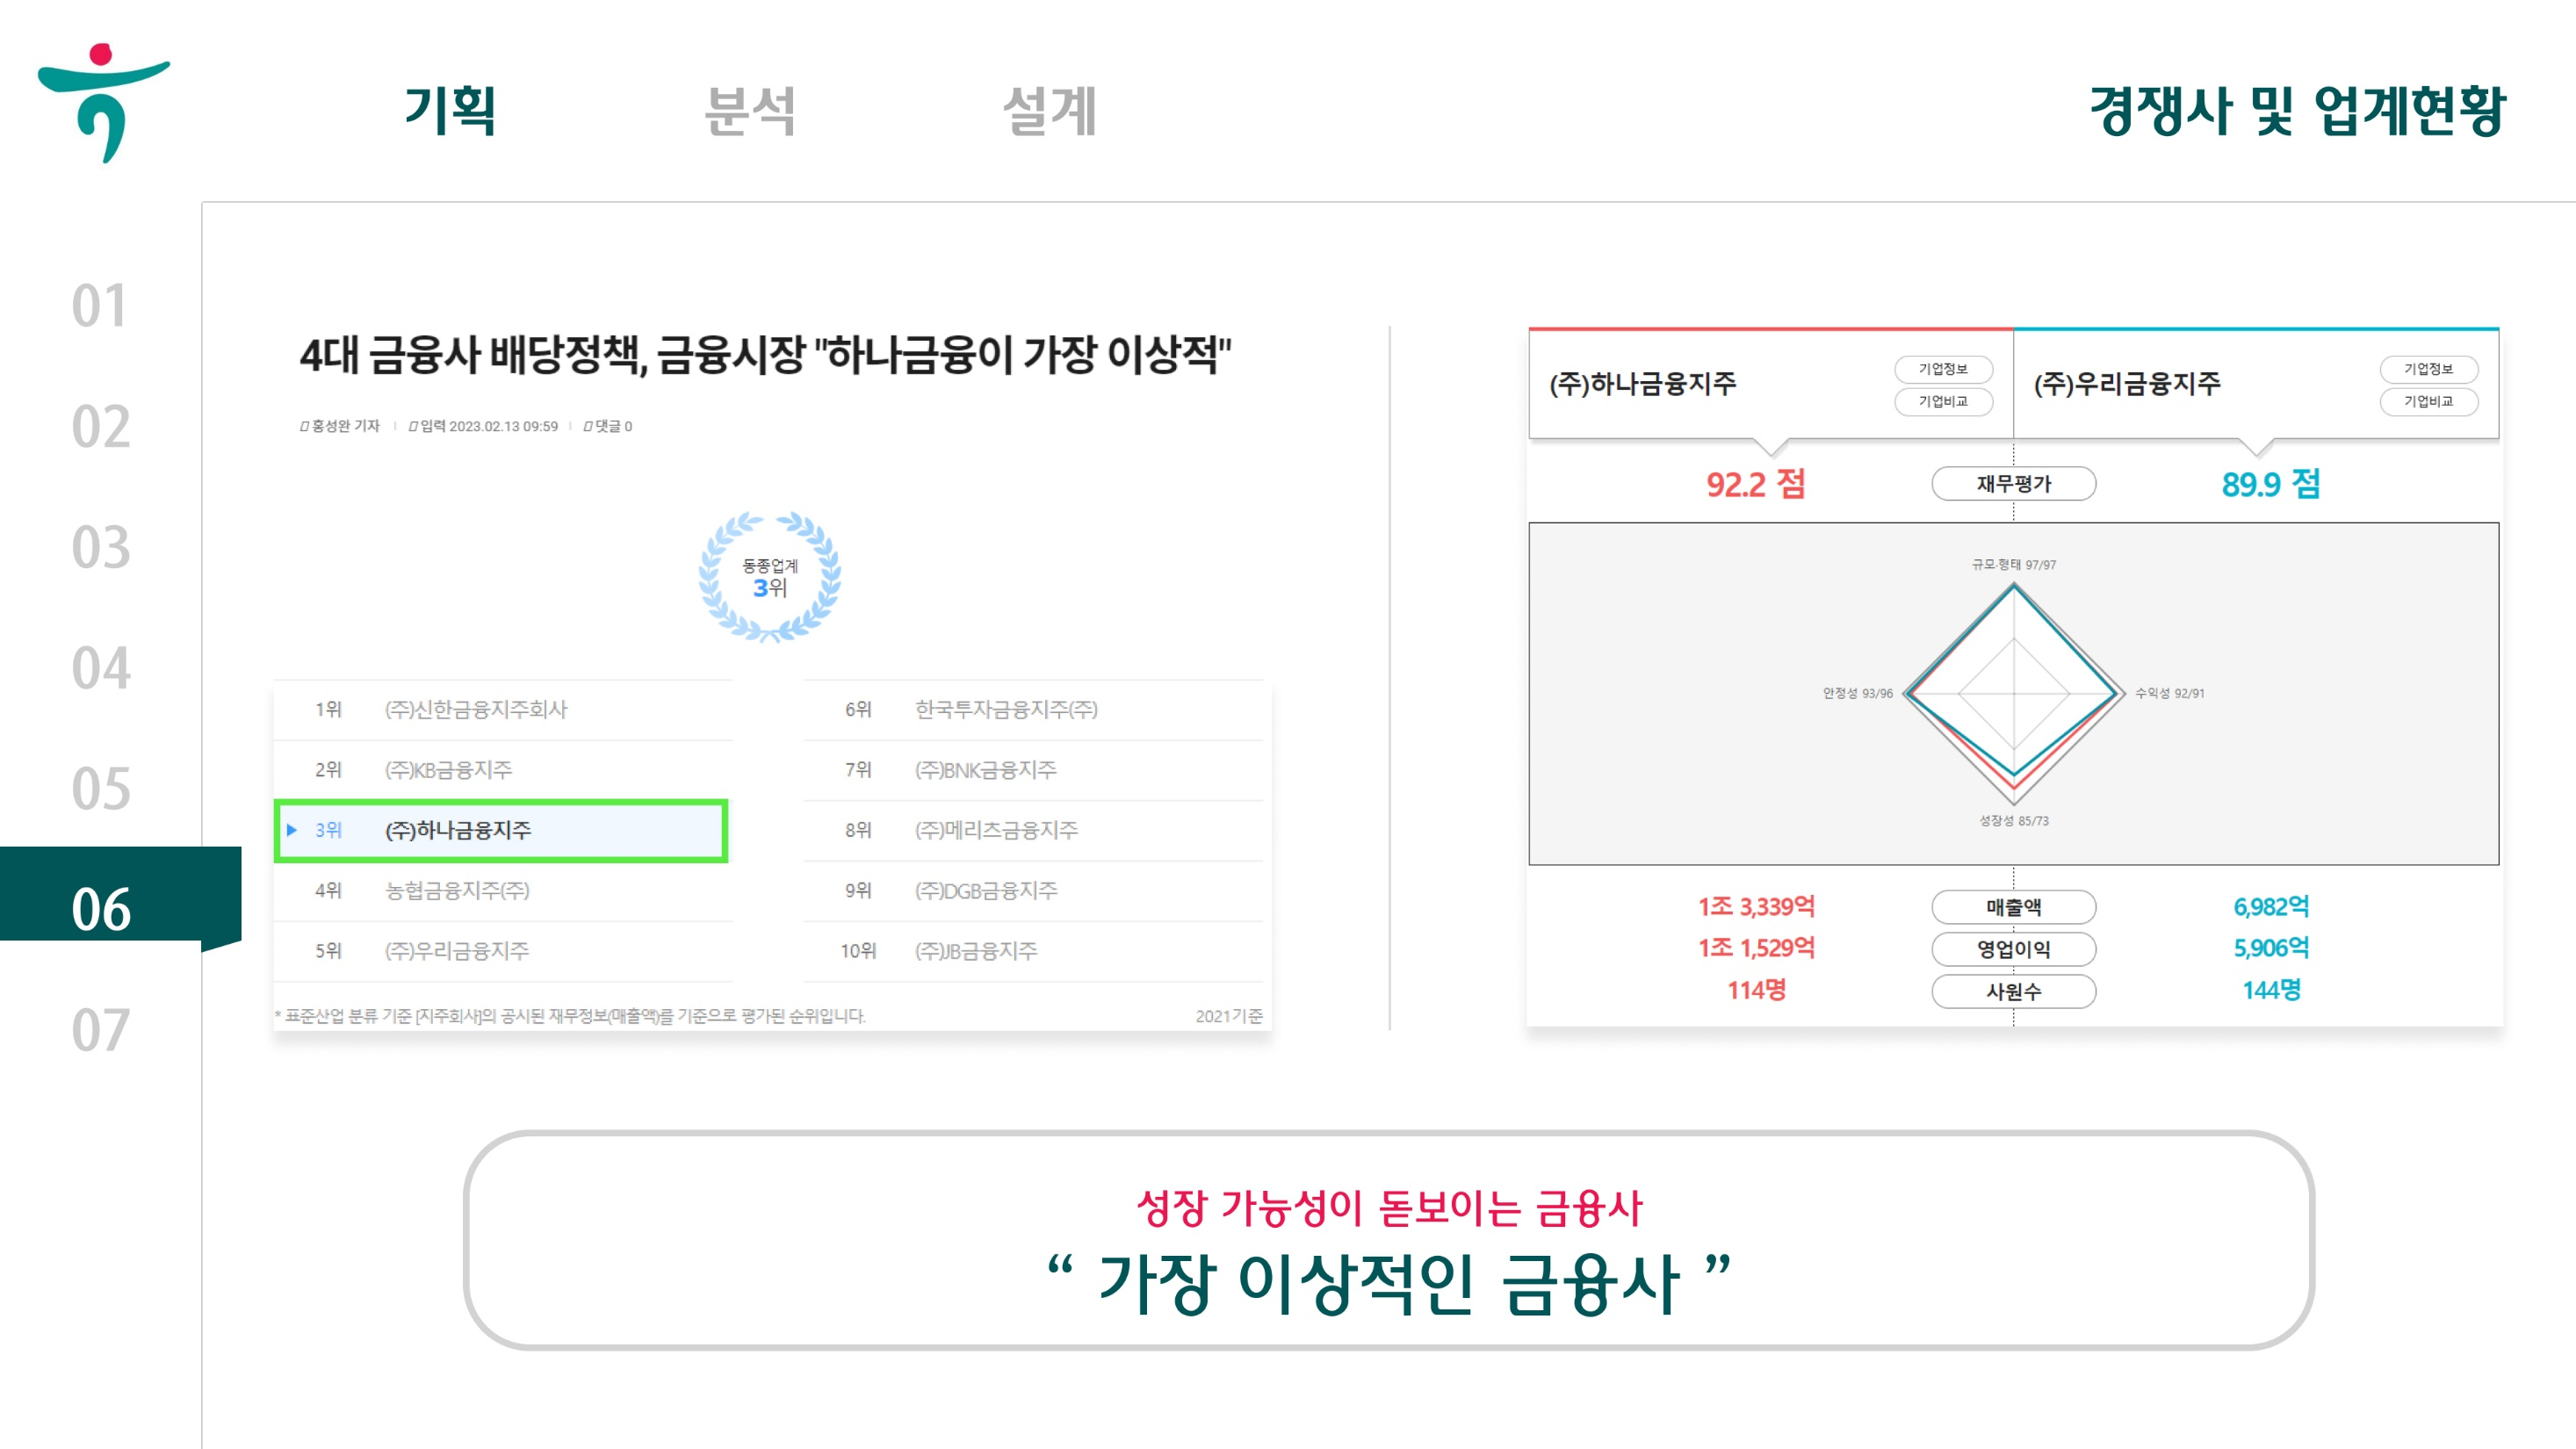 기획 분석 설계 경쟁사 및 업계현황
01
02
03
04
05
06
07
4대 금융사 배당정책, 금융시장 "하나금융이 가장 이상적"
홍성완 기자 | 입력 2023.02.13 09:59 | 댓글 0
동종업계
3위
1위 (주)신한금융지주회사
2위 (주)KB금융지주
3위 (주)하나금융지주
4위 농협금융지주(주)
5위 (주)우리금융지주
6위 한국투자금융지주(주)
7위 (주)BNK금융지주
8위 (주)메리츠금융지주
9위 (주)DGB금융지주
10위 (주)JB금융지주
* 표준산업 분류 기준 [지주회사]의 공시된 재무정보(매출액)를 기준으로 평가된 순위입니다. 2021기준
(주)하나금융지주 기업정보 기업비교
(주)우리금융지주 기업정보 기업비교
92.2 점 재무평가 89.9 점
규모·형태 97/97
안정성 93/96 수익성 92/91
성장성 85/73
1조 3,339억 매출액 6,982억
1조 1,529억 영업이익 5,906억
114명 사원수 144명
성장 가능성이 돋보이는 금융사
“ 가장 이상적인 금융사 ”